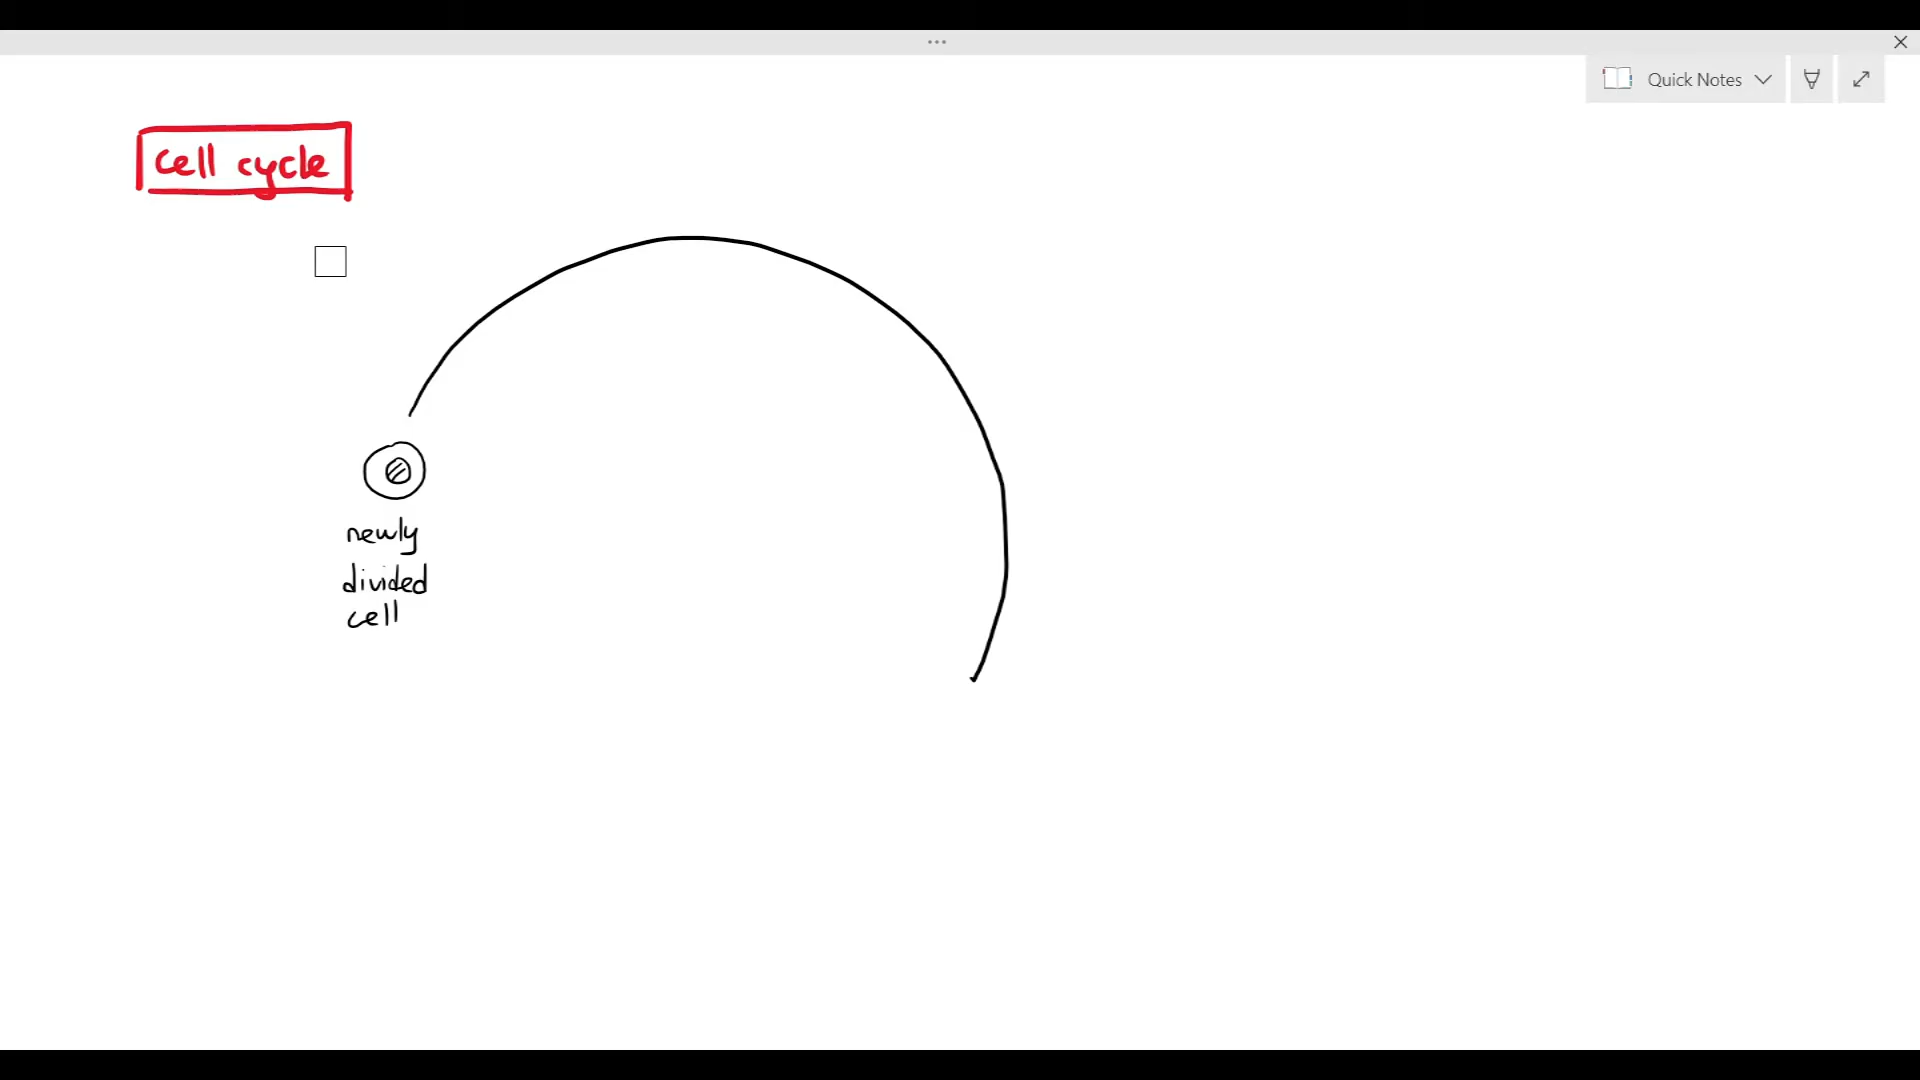 Quick Notes
cell cycle
newly
divided
cell